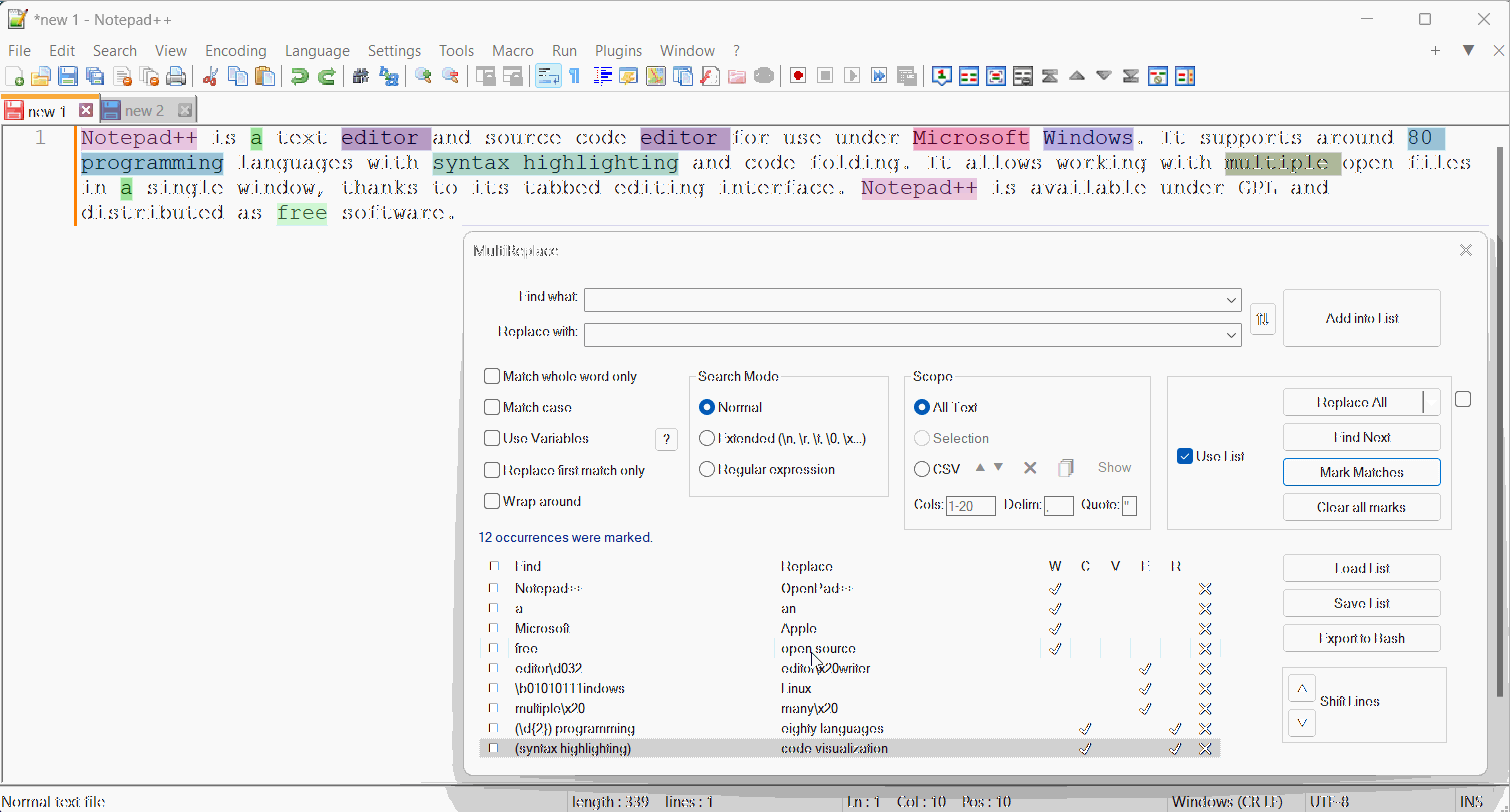 *new 1 - Notepad++
File Edit Search View Encoding Language Settings Tools Macro Run Plugins Window ?
new 1 new 2
1 Notepad++ is a text editor and source code editor for use under Microsoft Windows. It supports around 80
programming languages with syntax highlighting and code folding. It allows working with multiple open files
in a single window, thanks to its tabbed editing interface. Notepad++ is available under GPL and
distributed as free software.
MultiReplace
Find what:
Replace with:
Add into List
Match whole word only Search Mode Scope
Match case Normal All Text Replace All
Use Variables ? Extended (\n, \r, \t, \0, \x...) Selection Find Next
Use List
Replace first match only Regular expression CSV Show Mark Matches
Wrap around Cols: 1-20 Delim: , Quote: " Clear all marks
12 occurrences were marked.
Find Replace W C V E R Load List
Notepad++ OpenPad++
a an Save List
Microsoft Apple
free open source Export to Bash
editor\d032 editor\x20writer
\b01010111indows Linux
multiple\x20 many\x20 Shift Lines
(\d{2}) programming eighty languages
(syntax highlighting) code visualization
Normal text file length : 339 lines : 1 Ln : 1 Col : 10 Pos : 10 Windows (CR LF) UTF-8 INS